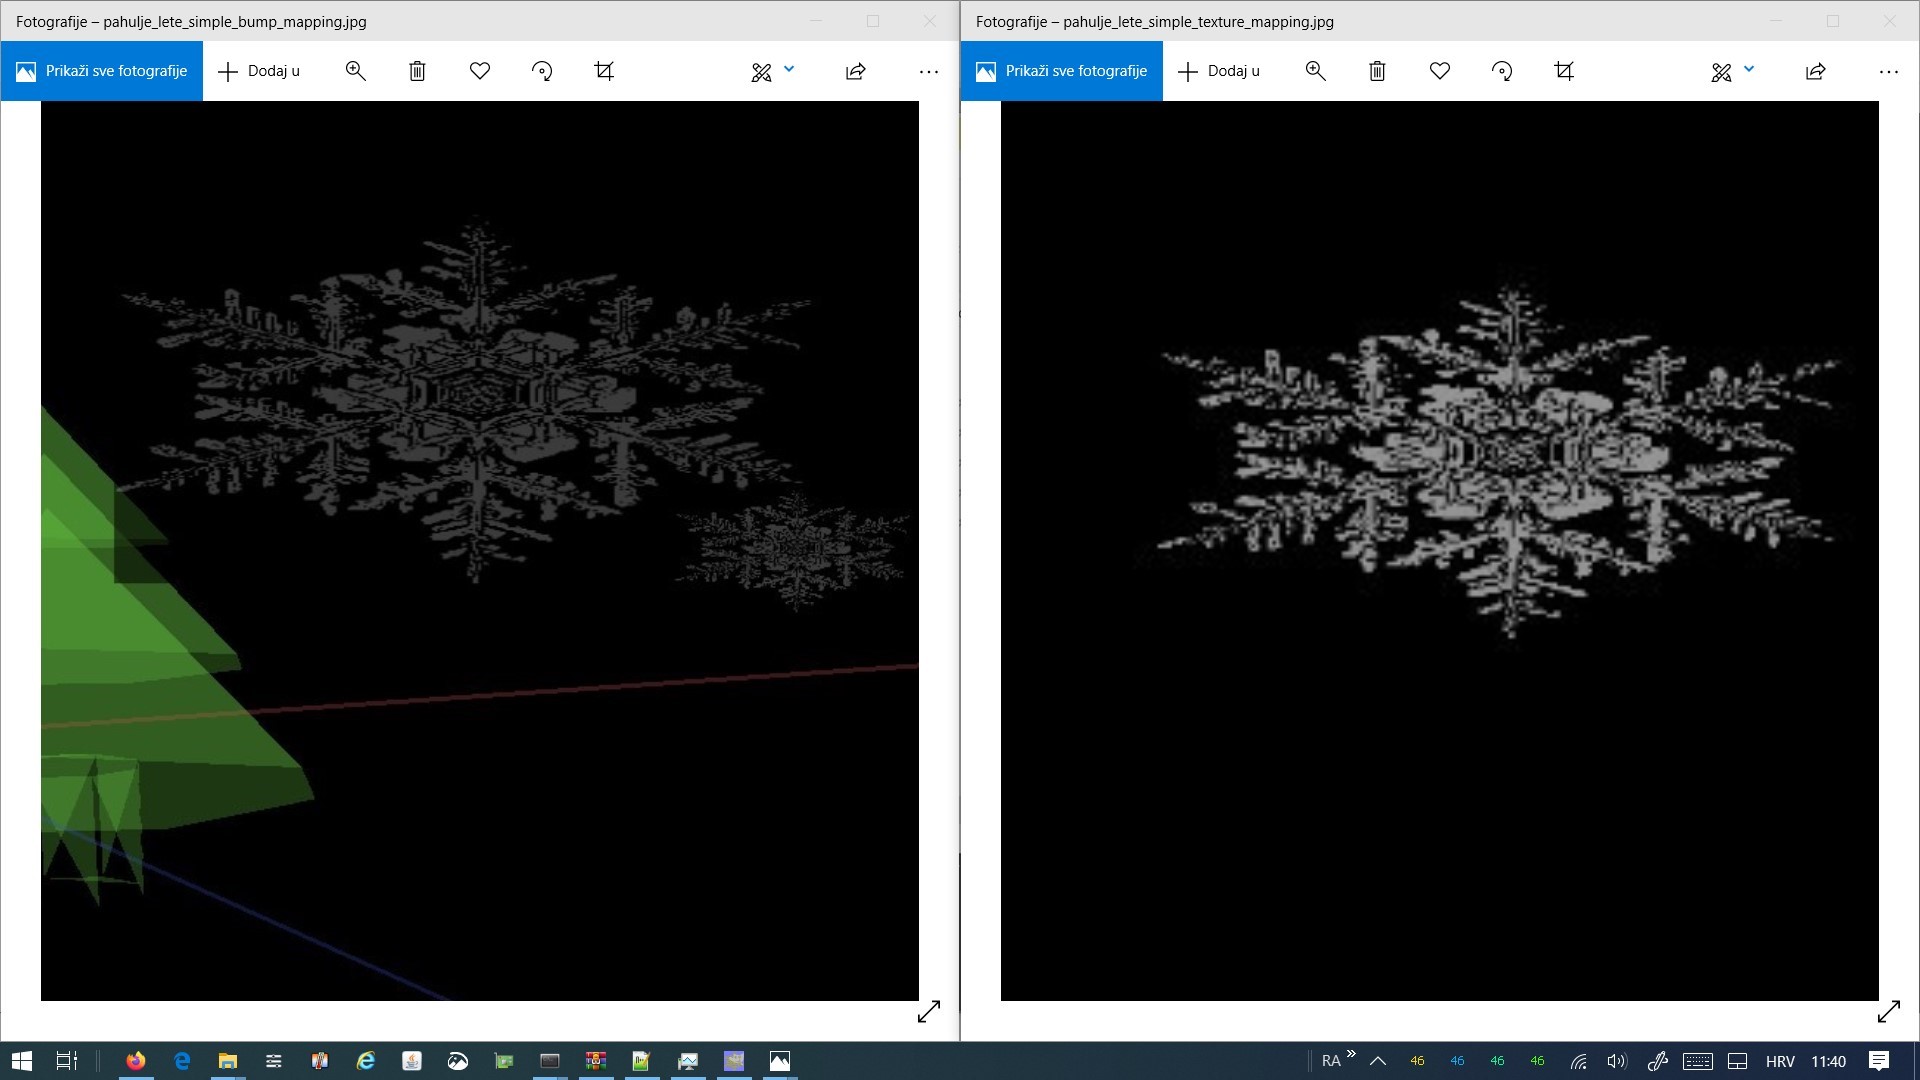 Fotografije – pahulje_lete_simple_bump_mapping.jpg
Prikaži sve fotografije
Dodaj u
Fotografije – pahulje_lete_simple_texture_mapping.jpg
Prikaži sve fotografije
Dodaj u
RA
46
46
46
46
HRV
11:40